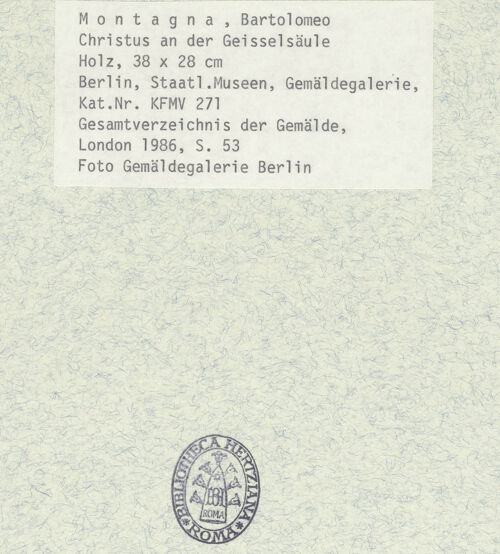 M o n t a g n a , Bartolomeo
Christus an der Geisselsäule
Holz, 38 x 28 cm
Berlin, Staatl.Museen, Gemäldegalerie,
Kat.Nr. KFMV 271
Gesamtverzeichnis der Gemälde,
London 1986, S. 53
Foto Gemäldegalerie Berlin
*BIBLIOTHECA HERTZIANA*
ROMA
ROMA